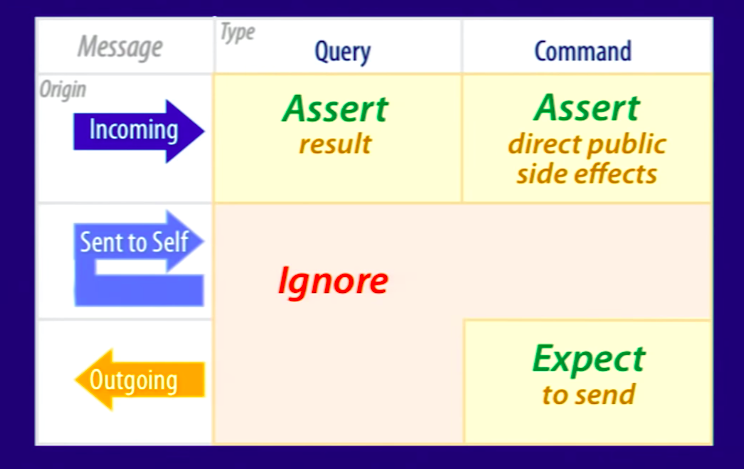 Message
Type
Query
Command
Origin
Incoming
Assert
result
Assert
direct public
side effects
Sent to Self
Ignore
Outgoing
Expect
to send